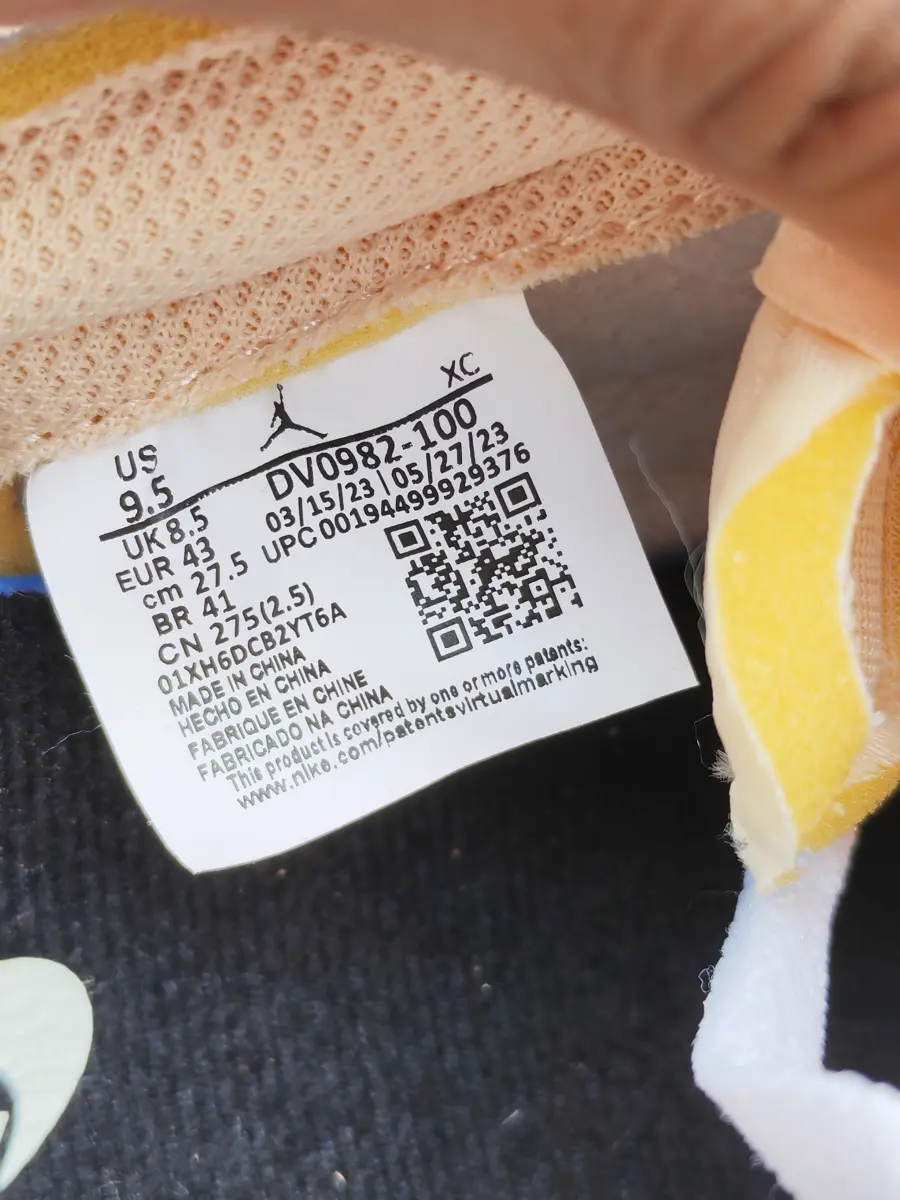 XC
US
9.5
DV0982-100
03/15/23 | 05/27/23
UPC 00194499929376
UK 8.5
EUR 43
cm 27.5
BR 41
CN 275(2.5)
01XH6DCB2YT6A
MADE IN CHINA
HECHO EN CHINA
FABRIQUE EN CHINE
FABRICADO NA CHINA
This product is covered by one or more patents:
www.nike.com/patentsvirtualmarking